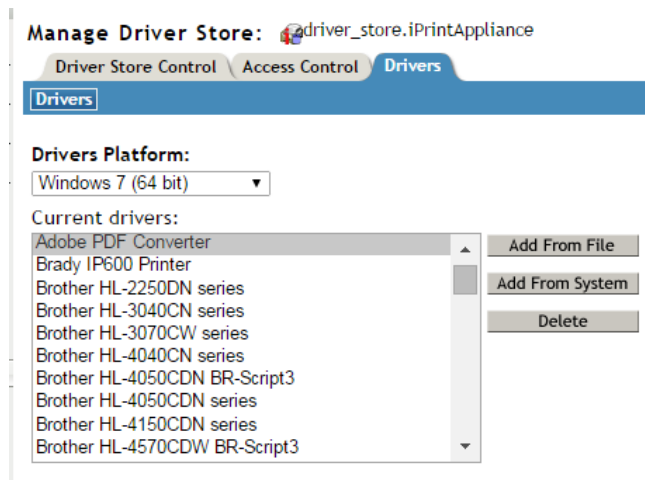 Manage Driver Store: driver_store.iPrintAppliance
Driver Store Control Access Control Drivers
Drivers
Drivers Platform:
Windows 7 (64 bit)
Current drivers:
Adobe PDF Converter
Brady IP600 Printer
Brother HL-2250DN series
Brother HL-3040CN series
Brother HL-3070CW series
Brother HL-4040CN series
Brother HL-4050CDN BR-Script3
Brother HL-4050CDN series
Brother HL-4150CDN series
Brother HL-4570CDW BR-Script3
Add From File
Add From System
Delete